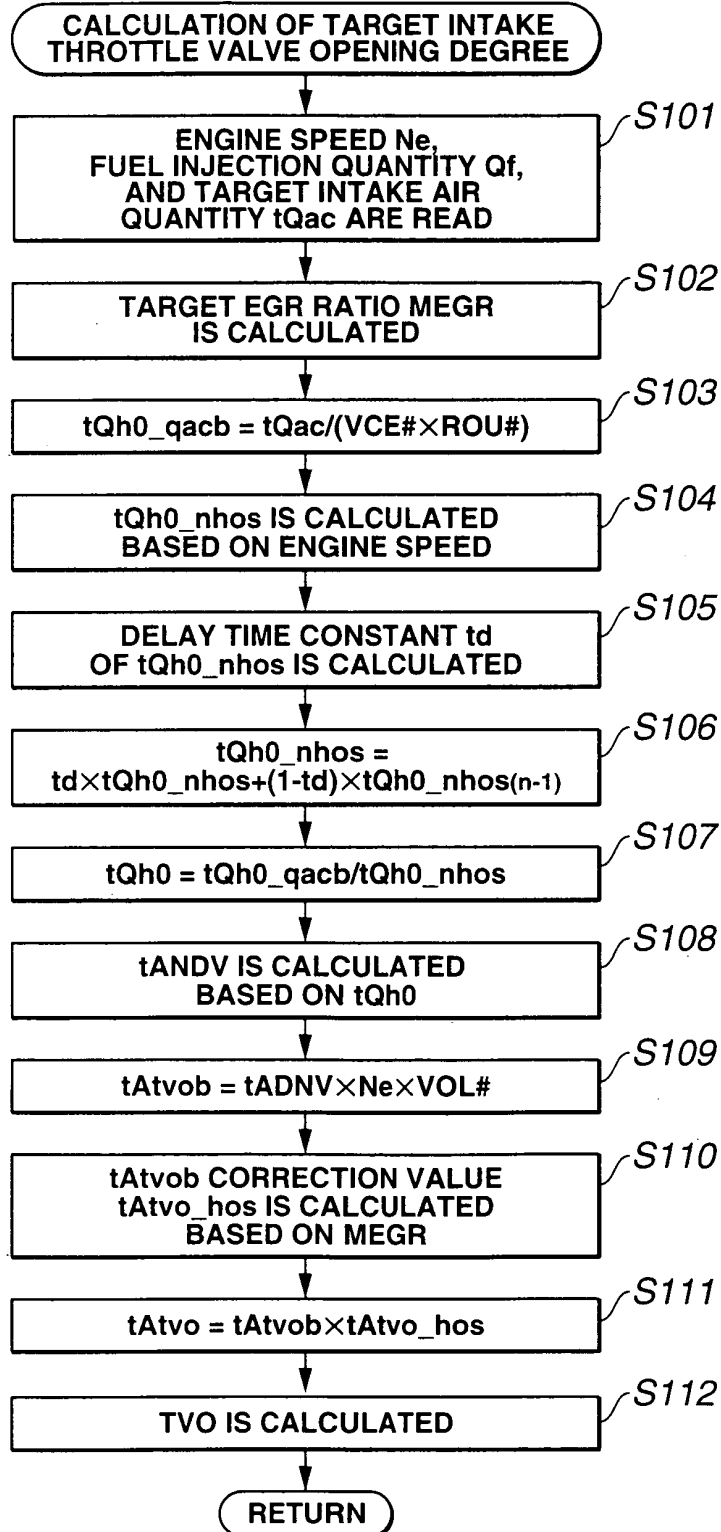 CALCULATION OF TARGET INTAKE
THROTTLE VALVE OPENING DEGREE
S101
ENGINE SPEED Ne,
FUEL INJECTION QUANTITY Qf,
AND TARGET INTAKE AIR
QUANTITY tQac ARE READ
S102
TARGET EGR RATIO MEGR
IS CALCULATED
S103
tQh0_qacb = tQac/(VCE#×ROU#)
S104
tQh0_nhos IS CALCULATED
BASED ON ENGINE SPEED
S105
DELAY TIME CONSTANT td
OF tQh0_nhos IS CALCULATED
S106
tQh0_nhos =
td×tQh0_nhos+(1-td)×tQh0_nhos(n-1)
S107
tQh0 = tQh0_qacb/tQh0_nhos
S108
tANDV IS CALCULATED
BASED ON tQh0
S109
tAtvob = tADNV×Ne×VOL#
S110
tAtvob CORRECTION VALUE
tAtvo_hos IS CALCULATED
BASED ON MEGR
S111
tAtvo = tAtvob×tAtvo_hos
S112
TVO IS CALCULATED
RETURN